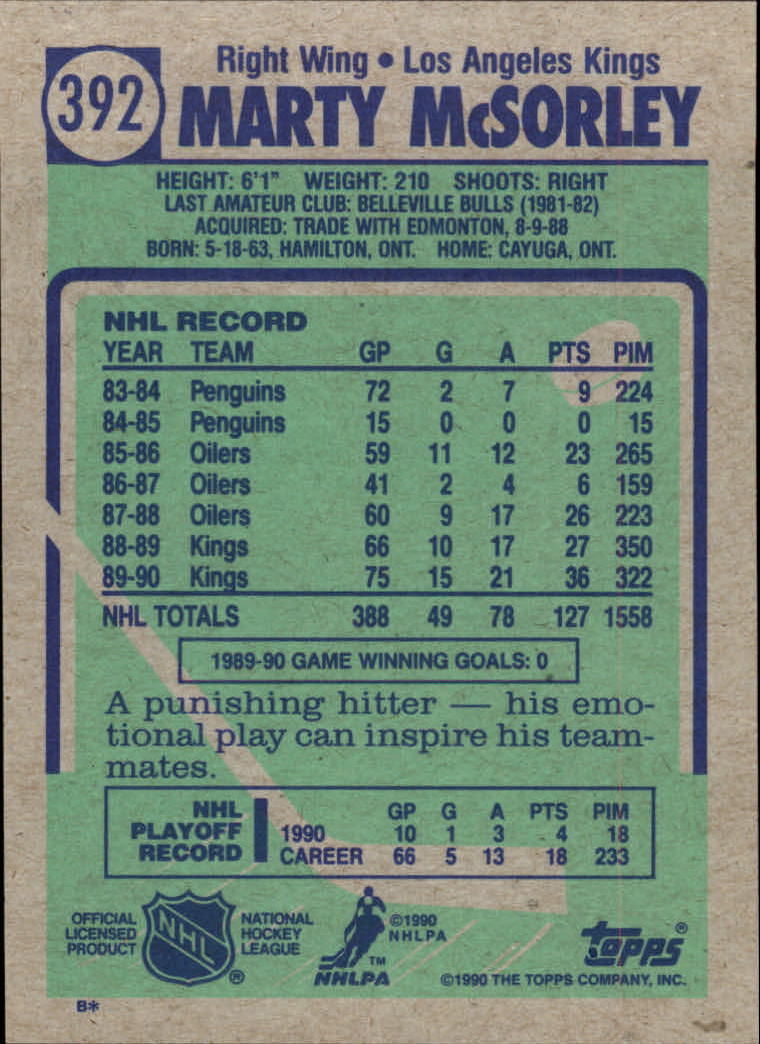 392
Right Wing • Los Angeles Kings
MARTY McSORLEY
HEIGHT: 6'1" WEIGHT: 210 SHOOTS: RIGHT
LAST AMATEUR CLUB: BELLEVILLE BULLS (1981-82)
ACQUIRED: TRADE WITH EDMONTON, 8-9-88
BORN: 5-18-63, HAMILTON, ONT. HOME: CAYUGA, ONT.
NHL RECORD
YEAR TEAM GP G A PTS PIM
83-84 Penguins 72 2 7 9 224
84-85 Penguins 15 0 0 0 15
85-86 Oilers 59 11 12 23 265
86-87 Oilers 41 2 4 6 159
87-88 Oilers 60 9 17 26 223
88-89 Kings 66 10 17 27 350
89-90 Kings 75 15 21 36 322
NHL TOTALS 388 49 78 127 1558
1989-90 GAME WINNING GOALS: 0
A punishing hitter — his emo-
tional play can inspire his team-
mates.
NHL PLAYOFF RECORD
GP G A PTS PIM
1990 10 1 3 4 18
CAREER 66 5 13 18 233
OFFICIAL LICENSED PRODUCT
NHL ®
NATIONAL HOCKEY LEAGUE
NHLPA ™
©1990 NHLPA
topps ®
©1990 THE TOPPS COMPANY, INC.
B*